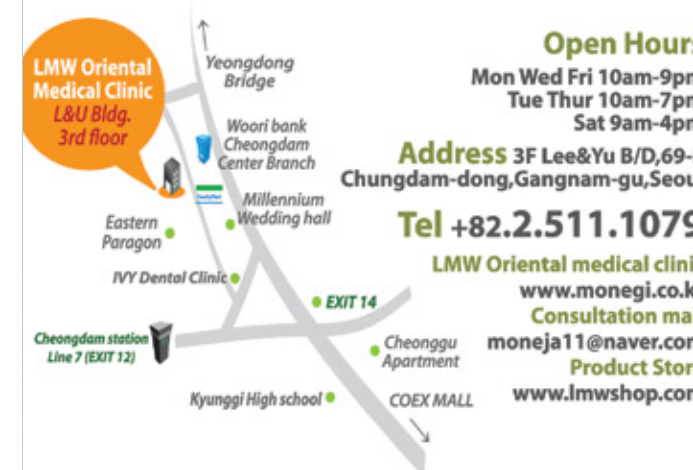 LMW Oriental
Medical Clinic
L&U Bldg.
3rd floor
Yeongdong
Bridge
Woori bank
Cheongdam
Center Branch
FamilyMart
Millennium
Wedding hall
Eastern
Paragon
IVY Dental Clinic
EXIT 14
Cheongdam station
Line 7 (EXIT 12)
Cheonggu
Apartment
Kyunggi High school
COEX MALL
Open Hours
Mon Wed Fri 10am-9pm
Tue Thur 10am-7pm
Sat 9am-4pm
Address 3F Lee&Yu B/D,69-
Chungdam-dong,Gangnam-gu,Seou
Tel +82.2.511.1079
LMW Oriental medical clini
www.monegi.co.k
Consultation mai
moneja11@naver.com
Product Stor
www.lmwshop.com